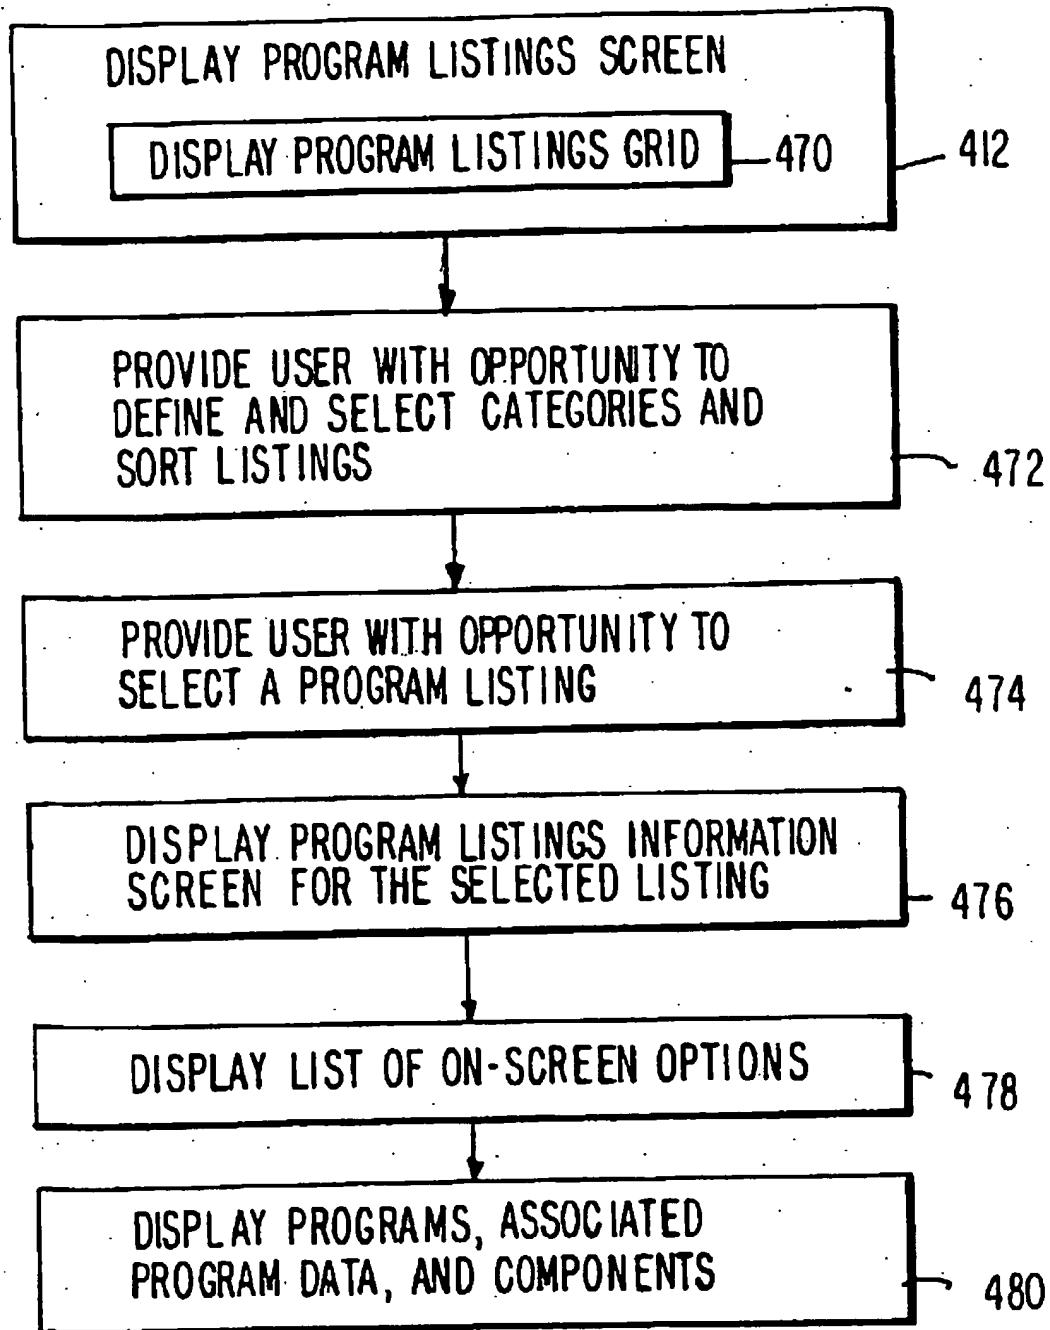 DISPLAY PROGRAM LISTINGS SCREEN
DISPLAY PROGRAM LISTINGS GRID
470
412
PROVIDE USER WITH OPPORTUNITY TO
DEFINE AND SELECT CATEGORIES AND
SORT LISTINGS
472
PROVIDE USER WITH OPPORTUNITY TO
SELECT A PROGRAM LISTING
474
DISPLAY PROGRAM LISTINGS INFORMATION
SCREEN FOR THE SELECTED LISTING
476
DISPLAY LIST OF ON-SCREEN OPTIONS
478
DISPLAY PROGRAMS, ASSOCIATED
PROGRAM DATA, AND COMPONENTS
480